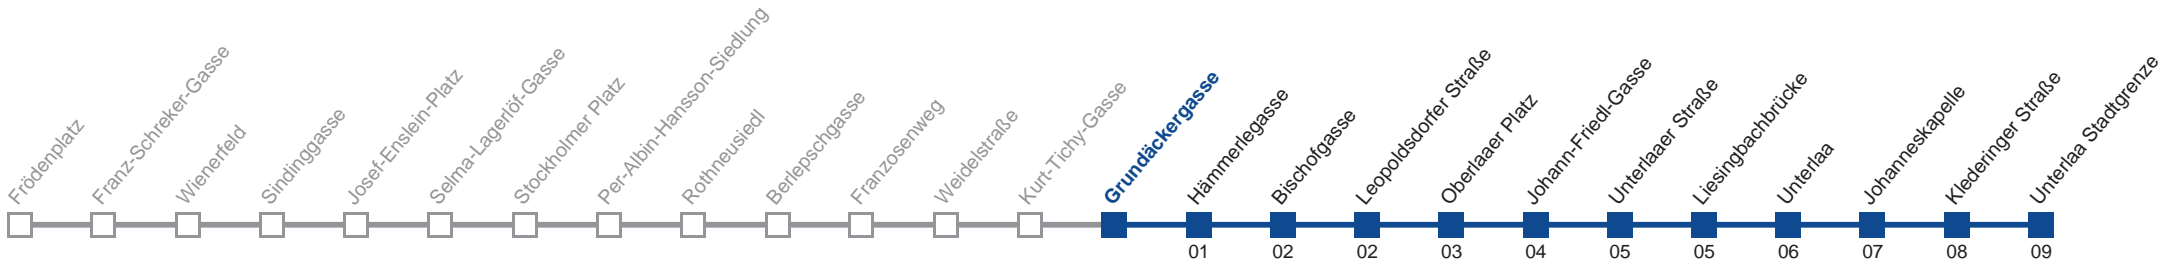 Frödenplatz
Franz-Schreker-Gasse
Wienerfeld
Sindinggasse
Josef-Enslein-Platz
Selma-Lagerlöf-Gasse
Stockholmer Platz
Per-Albin-Hansson-Siedlung
Rothneusiedl
Berlepschgasse
Franzosenweg
Weidelstraße
Kurt-Tichy-Gasse
Grundäckergasse
Hämmerlegasse
Bischofgasse
Leopoldsdorfer Straße
Oberlaaer Platz
Johann-Friedl-Gasse
Unterlaaer Straße
Liesingbachbrücke
Unterlaa
Johanneskapelle
Klederinger Straße
Unterlaa Stadtgrenze
01 02 02 03 04 05 05 06 07 08 09